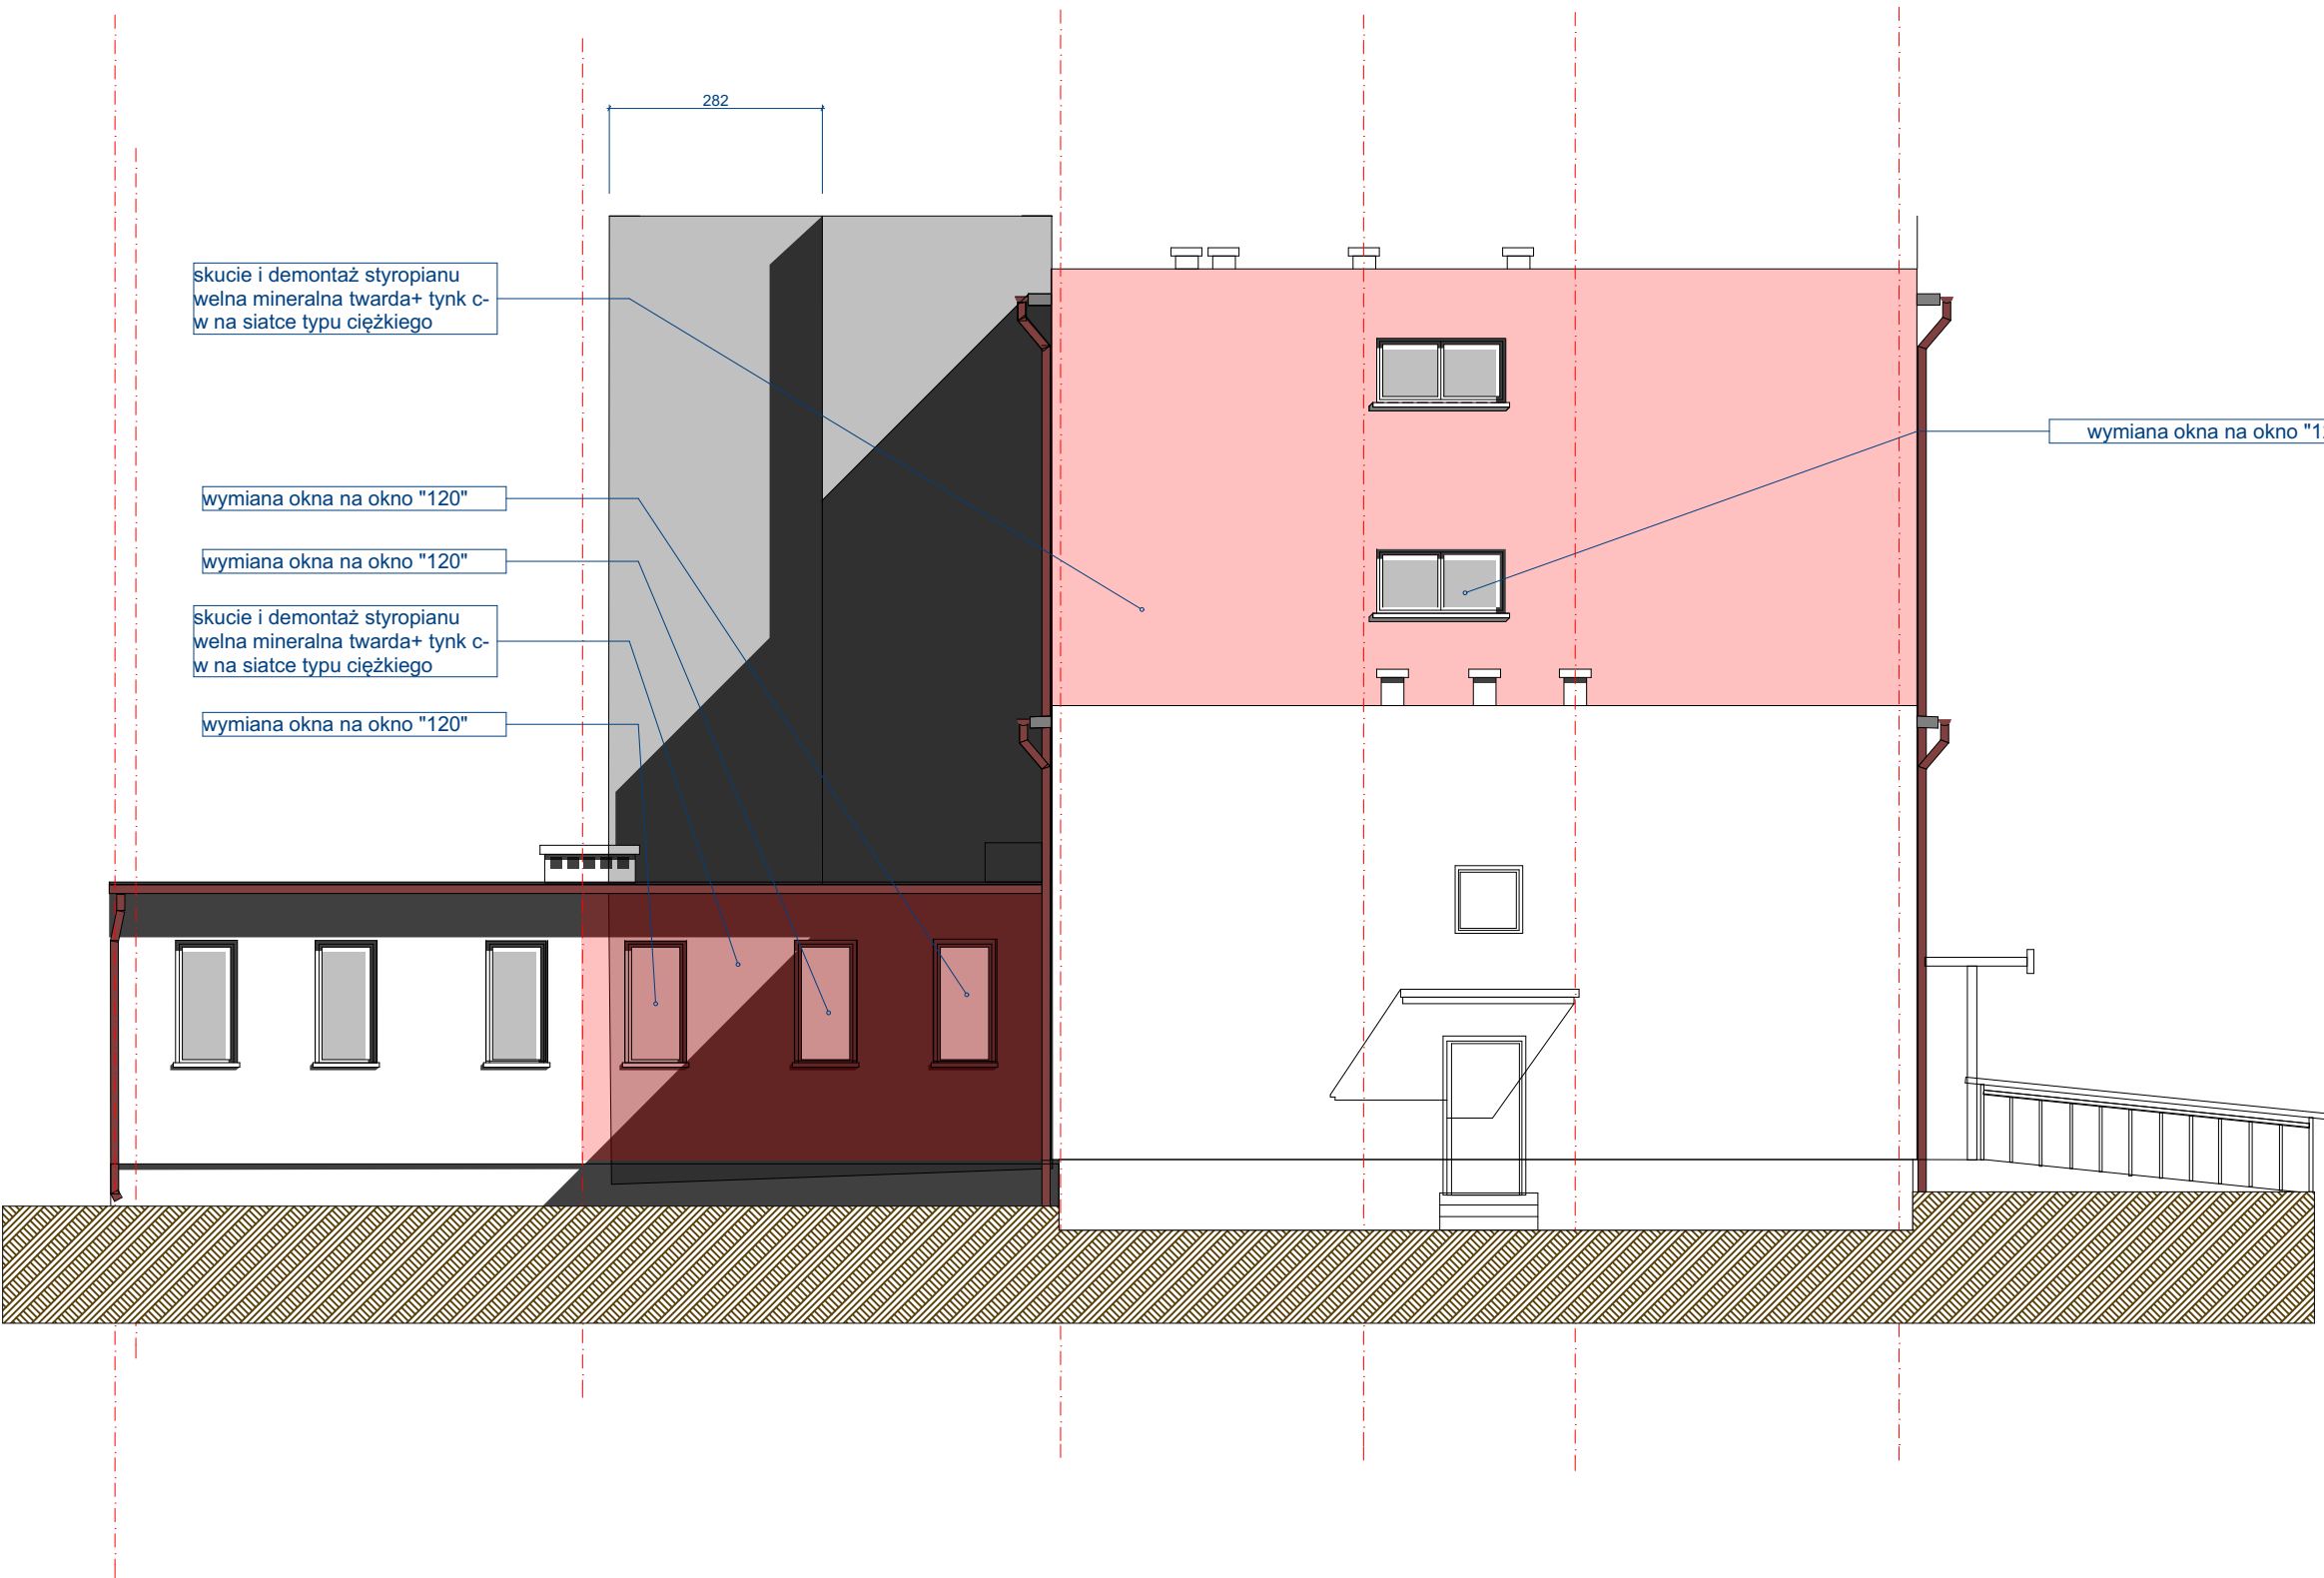 282
skucie i demontaż styropianu
welna mineralna twarda+ tynk c-
w na siatce typu ciężkiego
wymiana okna na okno "1
wymiana okna na okno "120"
wymiana okna na okno "120"
skucie i demontaż styropianu
welna mineralna twarda+ tynk c-
w na siatce typu ciężkiego
wymiana okna na okno "120"